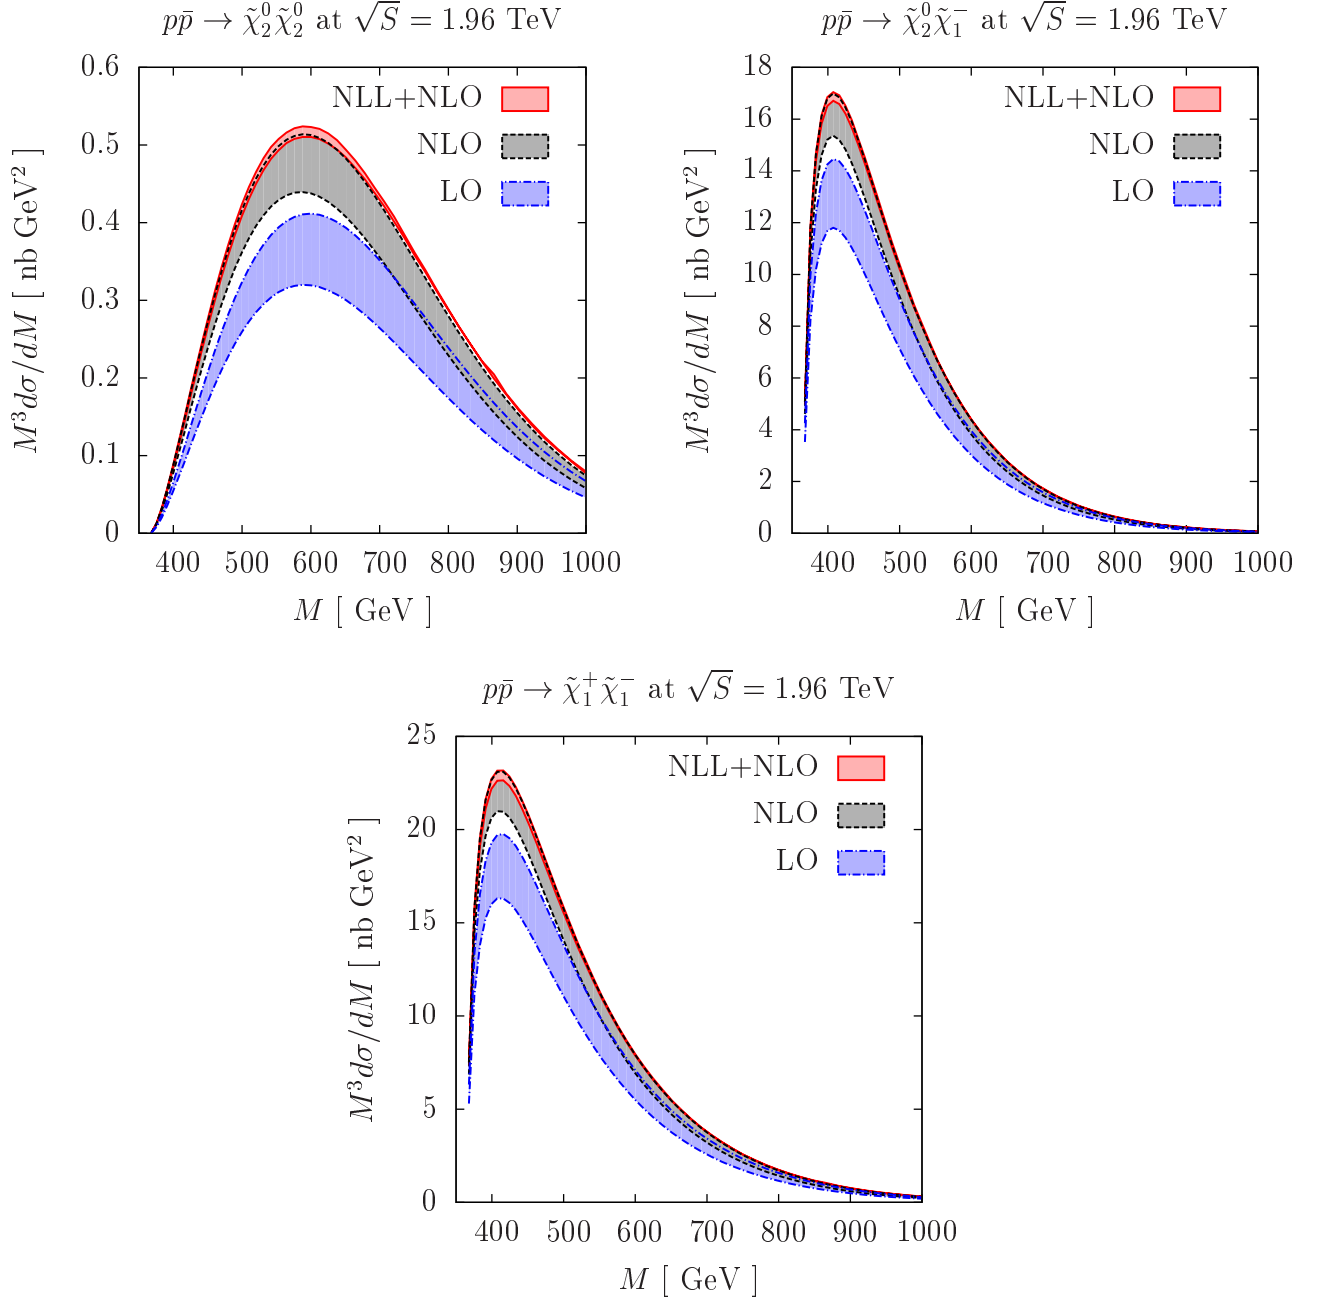 pp̄ → χ̃₂⁰χ̃₂⁰ at √S = 1.96 TeV
M³dσ/dM [ nb GeV² ]
0.6
0.5
0.4
0.3
0.2
0.1
0
NLL+NLO
NLO
LO
400 500 600 700 800 900 1000
M [ GeV ]
pp̄ → χ̃₂⁰χ̃₁⁻ at √S = 1.96 TeV
M³dσ/dM [ nb GeV² ]
18
16
14
12
10
8
6
4
2
0
NLL+NLO
NLO
LO
400 500 600 700 800 900 1000
M [ GeV ]
pp̄ → χ̃₁⁺χ̃₁⁻ at √S = 1.96 TeV
M³dσ/dM [ nb GeV² ]
25
20
15
10
5
0
NLL+NLO
NLO
LO
400 500 600 700 800 900 1000
M [ GeV ]